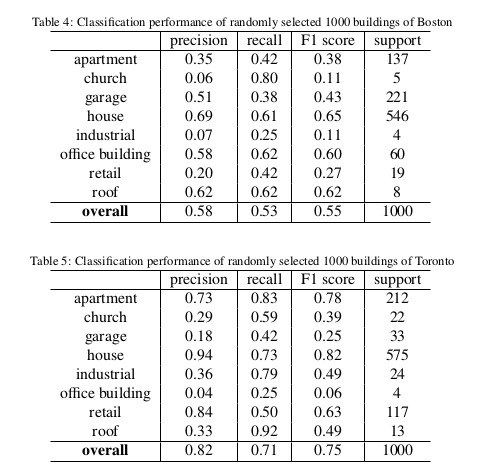 Table 4: Classification performance of randomly selected 1000 buildings of Boston
precision recall F1 score support
apartment 0.35 0.42 0.38 137
church 0.06 0.80 0.11 5
garage 0.51 0.38 0.43 221
house 0.69 0.61 0.65 546
industrial 0.07 0.25 0.11 4
office building 0.58 0.62 0.60 60
retail 0.20 0.42 0.27 19
roof 0.62 0.62 0.62 8
overall 0.58 0.53 0.55 1000
Table 5: Classification performance of randomly selected 1000 buildings of Toronto
precision recall F1 score support
apartment 0.73 0.83 0.78 212
church 0.29 0.59 0.39 22
garage 0.18 0.42 0.25 33
house 0.94 0.73 0.82 575
industrial 0.36 0.79 0.49 24
office building 0.04 0.25 0.06 4
retail 0.84 0.50 0.63 117
roof 0.33 0.92 0.49 13
overall 0.82 0.71 0.75 1000